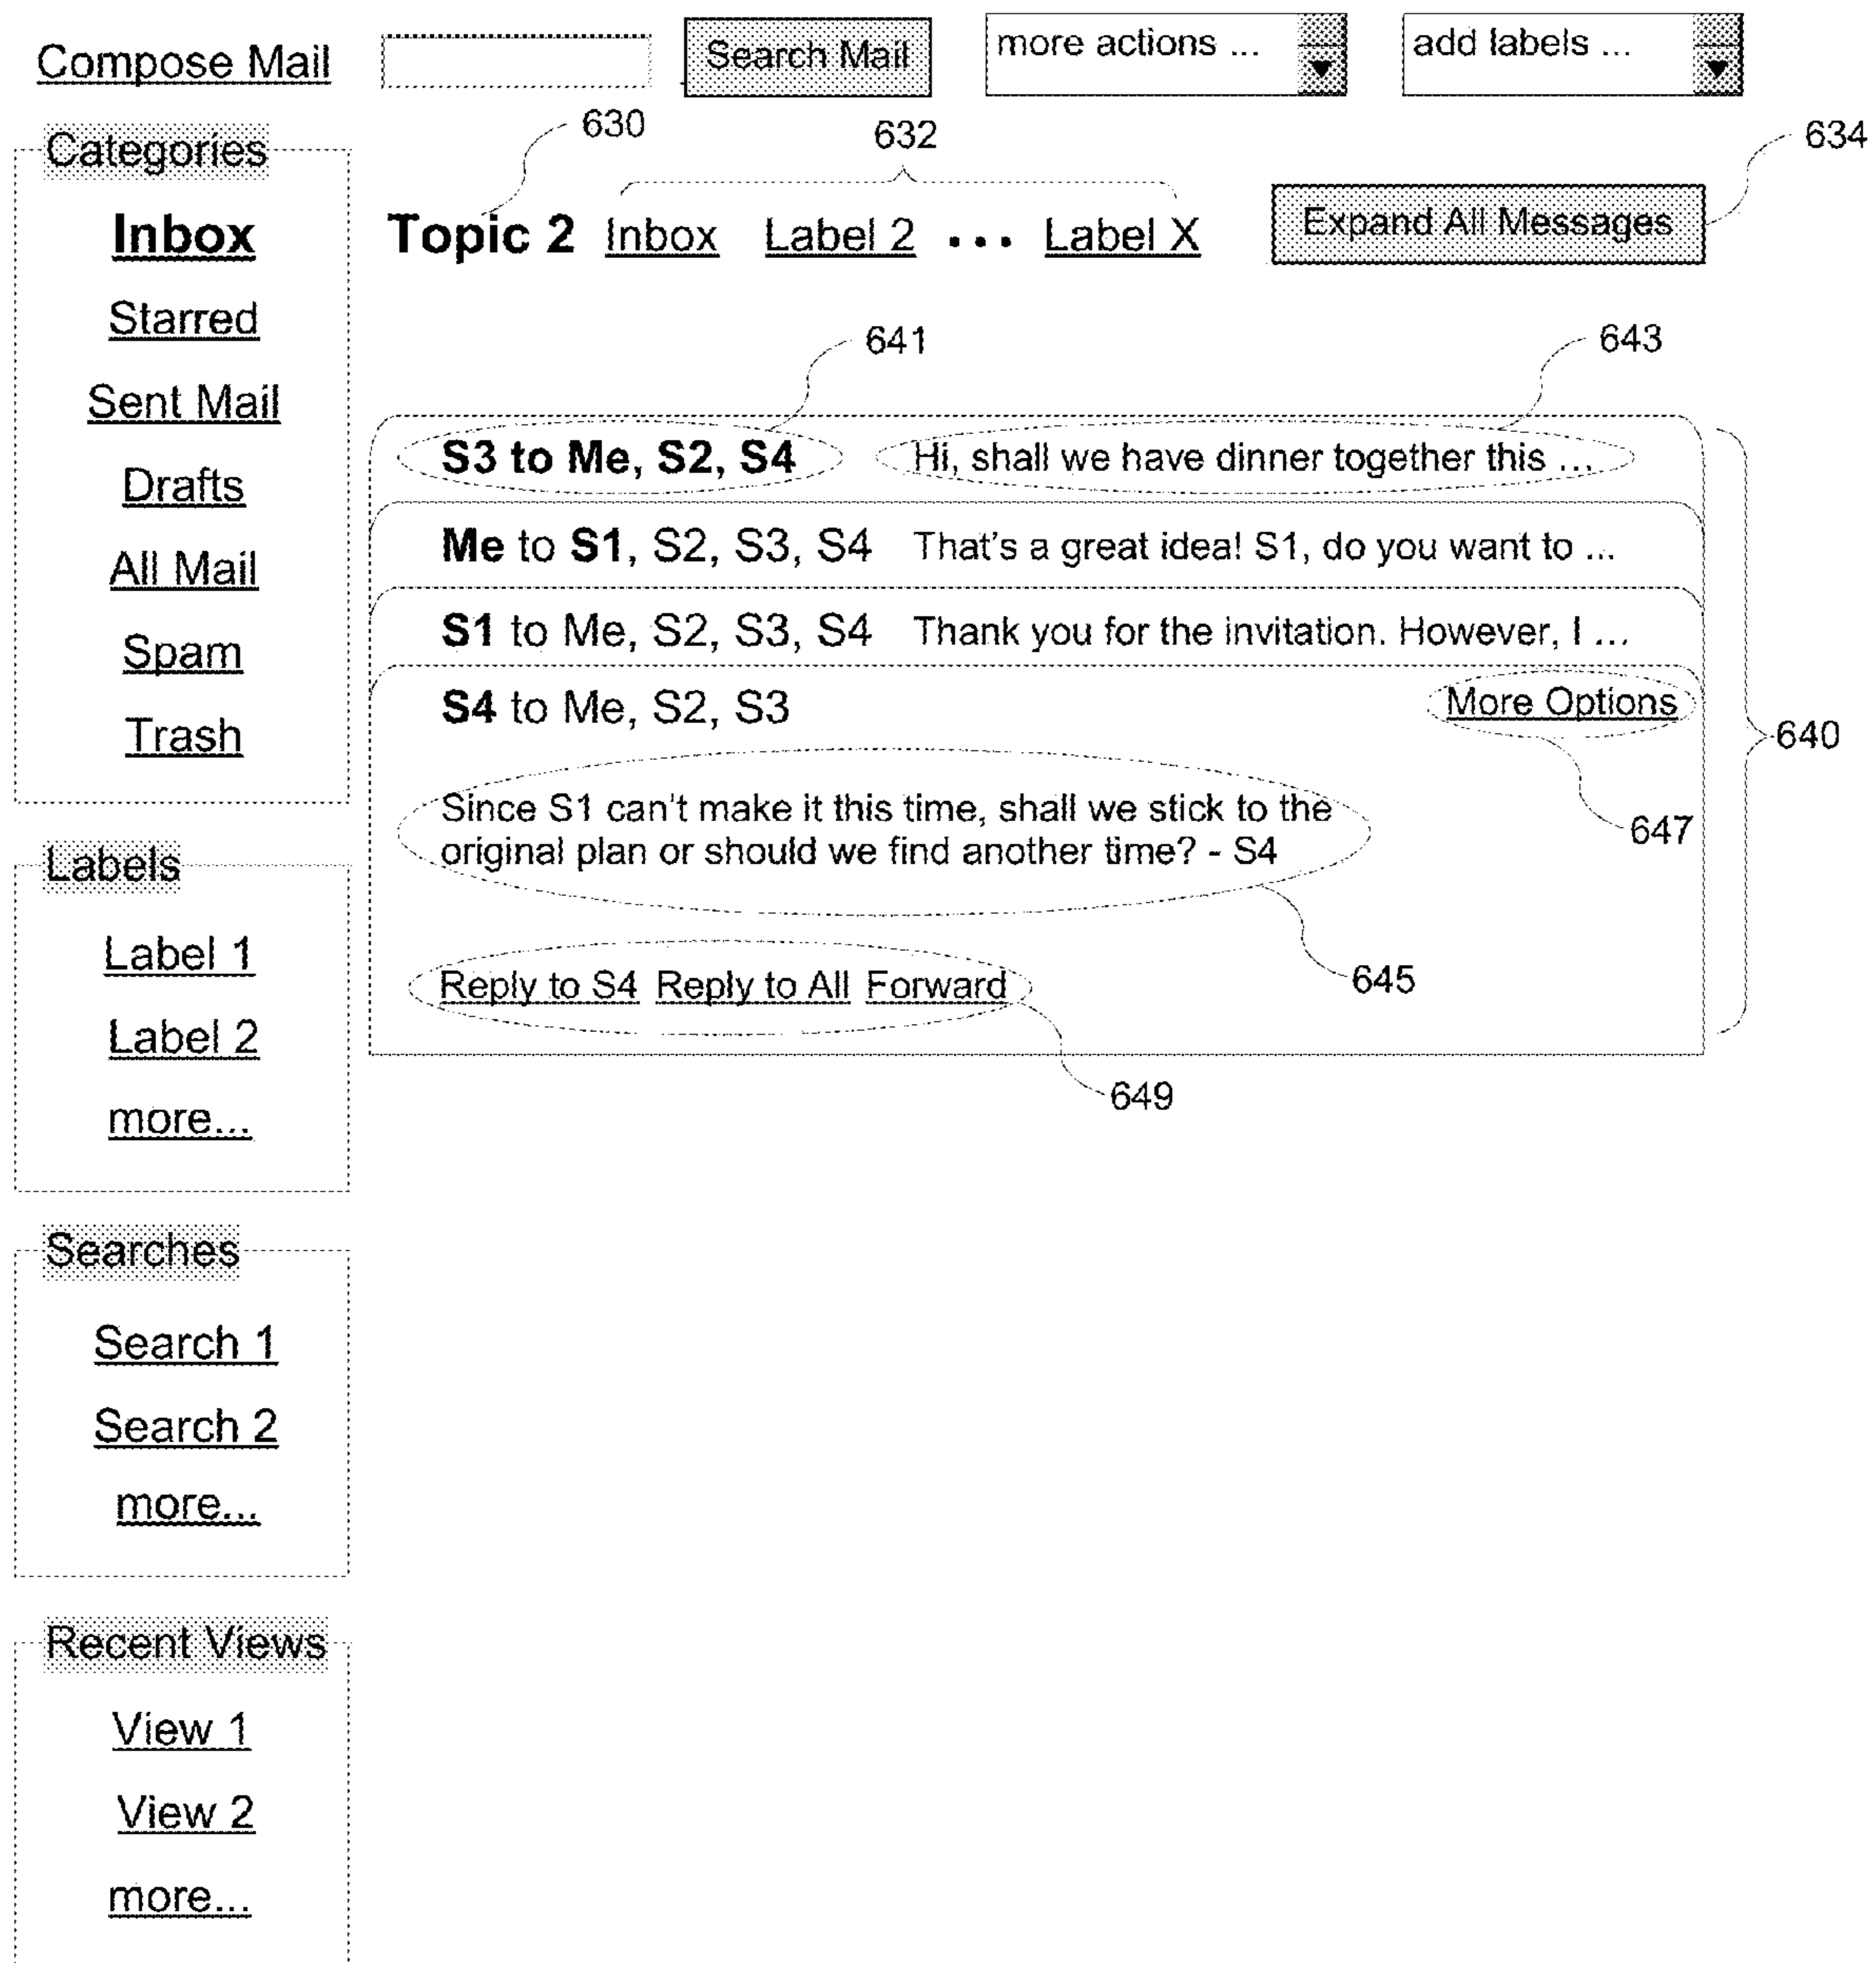 Compose Mail Search Mail more actions ... add labels ...
630 632 634
Categories
Inbox
Starred
Sent Mail
Drafts
All Mail
Spam
Trash
Labels
Label 1
Label 2
more...
Searches
Search 1
Search 2
more...
Recent Views
View 1
View 2
more...
Topic 2 Inbox Label 2 ... Label X Expand All Messages
641 643
S3 to Me, S2, S4 Hi, shall we have dinner together this ...
Me to S1, S2, S3, S4 That's a great idea! S1, do you want to ...
S1 to Me, S2, S3, S4 Thank you for the invitation. However, I ...
S4 to Me, S2, S3 More Options
640
647
Since S1 can't make it this time, shall we stick to the
original plan or should we find another time? - S4
645
Reply to S4 Reply to All Forward
649